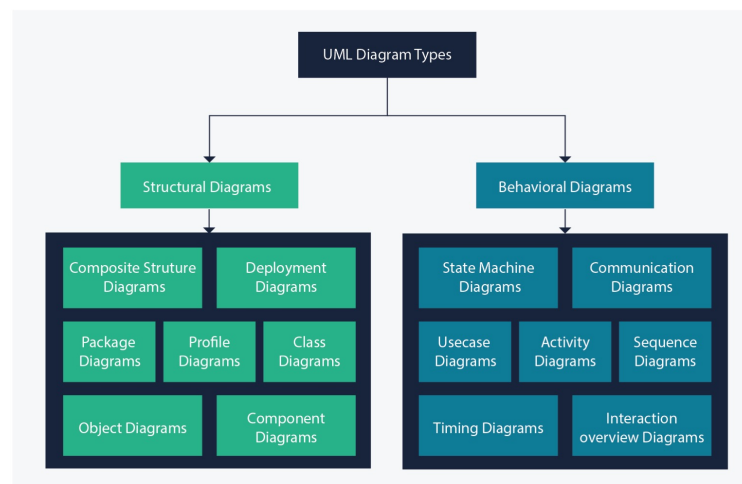 UML Diagram Types
Structural Diagrams
Behavioral Diagrams
Composite Struture
Diagrams
Deployment
Diagrams
Package
Diagrams
Profile
Diagrams
Class
Diagrams
Object Diagrams
Component
Diagrams
State Machine
Diagrams
Communication
Diagrams
Usecase
Diagrams
Activity
Diagrams
Sequence
Diagrams
Timing Diagrams
Interaction
overview Diagrams